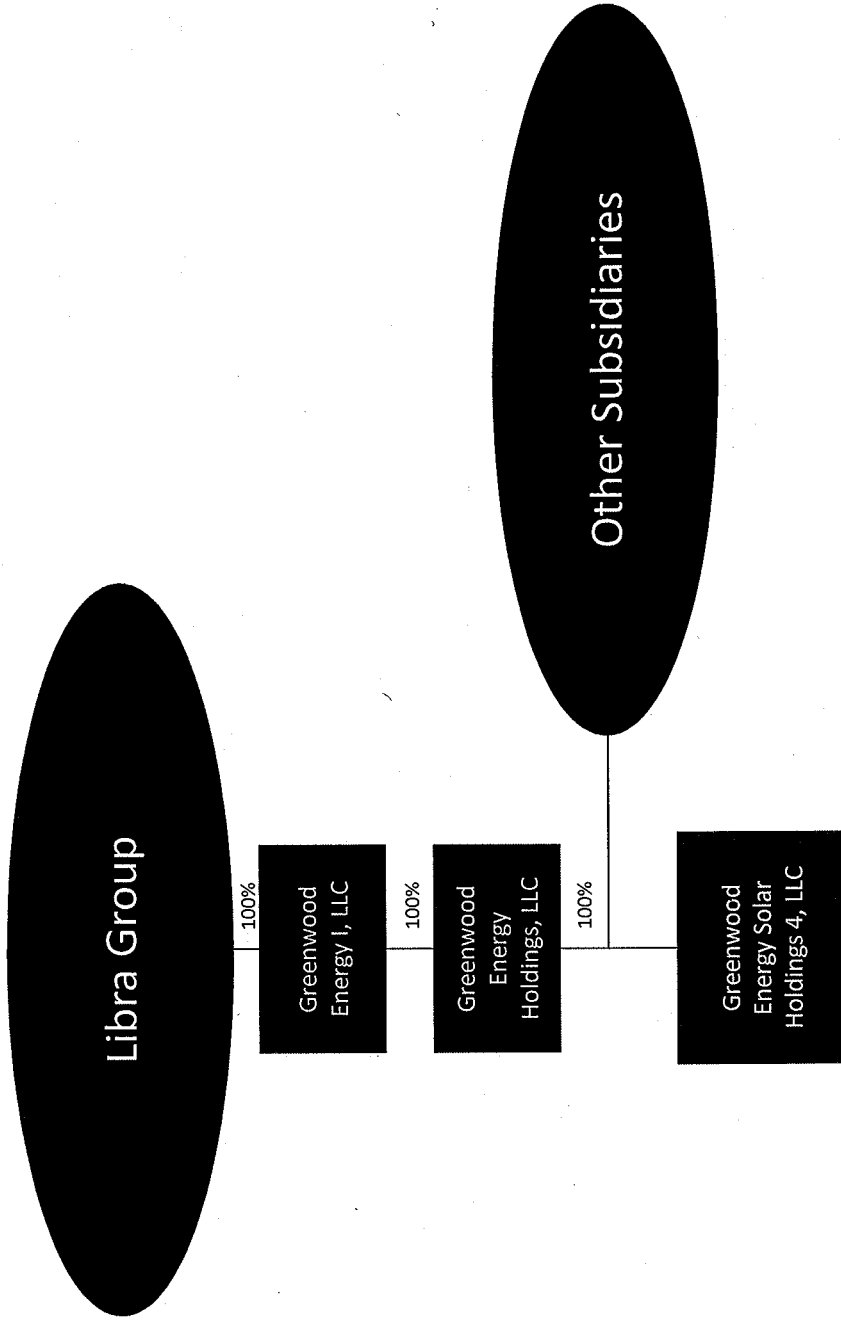 Libra Group
100%
Greenwood
Energy I, LLC
100%
Greenwood
Energy
Holdings, LLC
100%
Other Subsidiaries
Greenwood
Energy Solar
Holdings 4, LLC